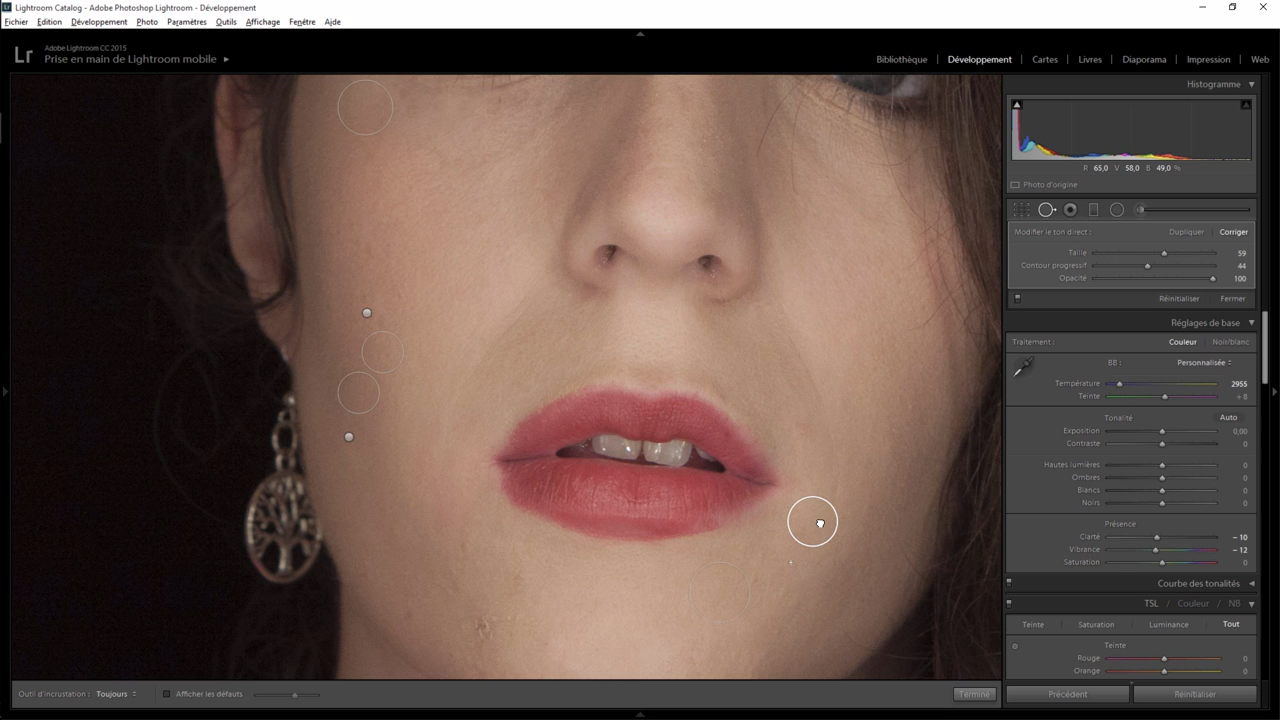 Lightroom Catalog - Adobe Photoshop Lightroom - Développement
Fichier Edition Développement Photo Paramètres Outils Affichage Fenêtre Aide
Lr
Adobe Lightroom CC 2015
Prise en main de Lightroom mobile
Bibliothèque | Développement | Cartes | Livres | Diaporama | Impression | Web
Histogramme
R 65,0 V 58,0 B 49,0 %
Photo d'origine
Modifier le ton direct : Dupliquer Corriger
Taille 59
Contour progressif 44
Opacité 100
Réinitialiser Fermer
Réglages de base
Traitement : Couleur Noir/blanc
BB : Personnalisée
Température 2955
Teinte + 8
Tonalité Auto
Exposition 0,00
Contraste 0
Hautes lumières 0
Ombres 0
Blancs 0
Noirs 0
Présence
Clarté – 10
Vibrance – 12
Saturation 0
Courbe des tonalités
TSL / Couleur / NB
Teinte Saturation Luminance Tout
Teinte
Rouge 0
Orange 0
Outil d'incrustation : Toujours Afficher les défauts Terminé
Précédent Réinitialiser